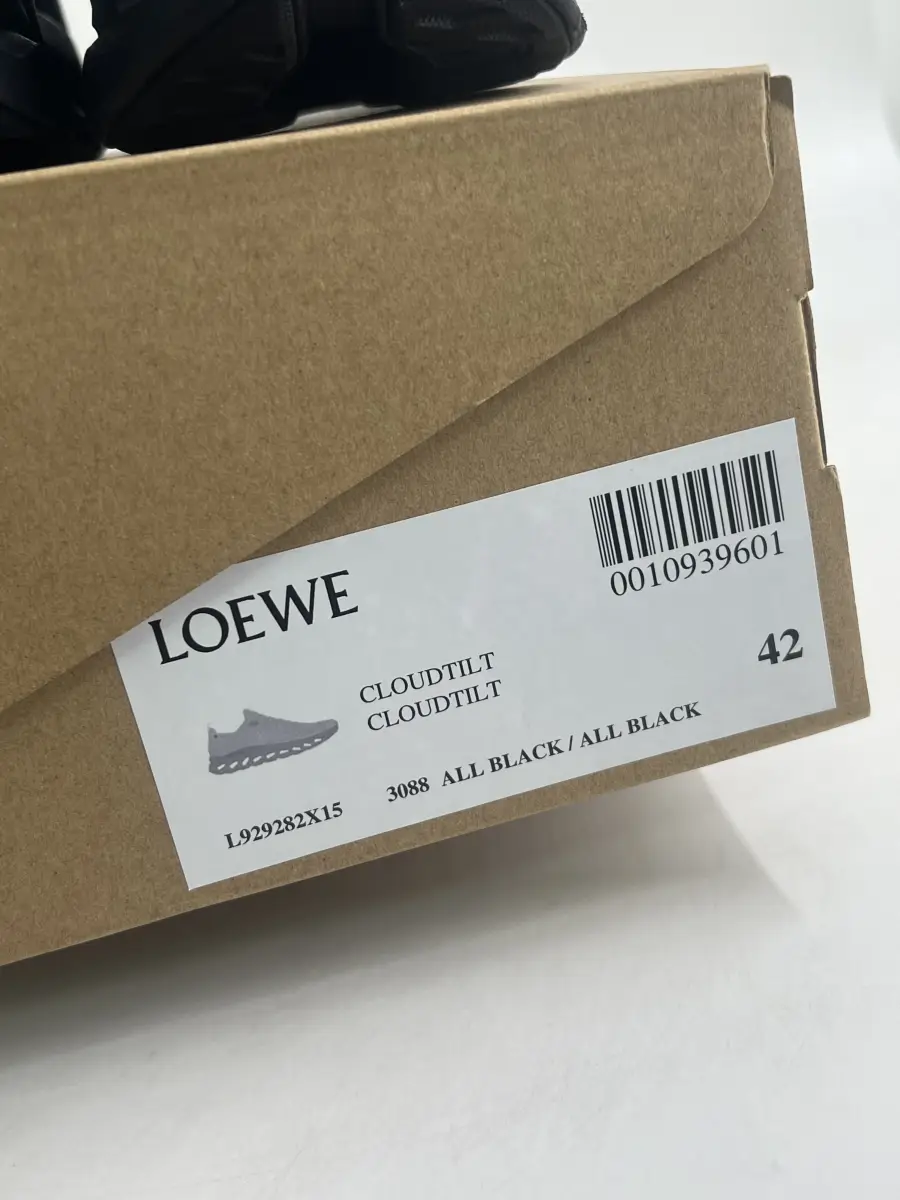 LOEWE
0010939601
CLOUDTILT
CLOUDTILT
42
L929282X15
3088 ALL BLACK / ALL BLACK